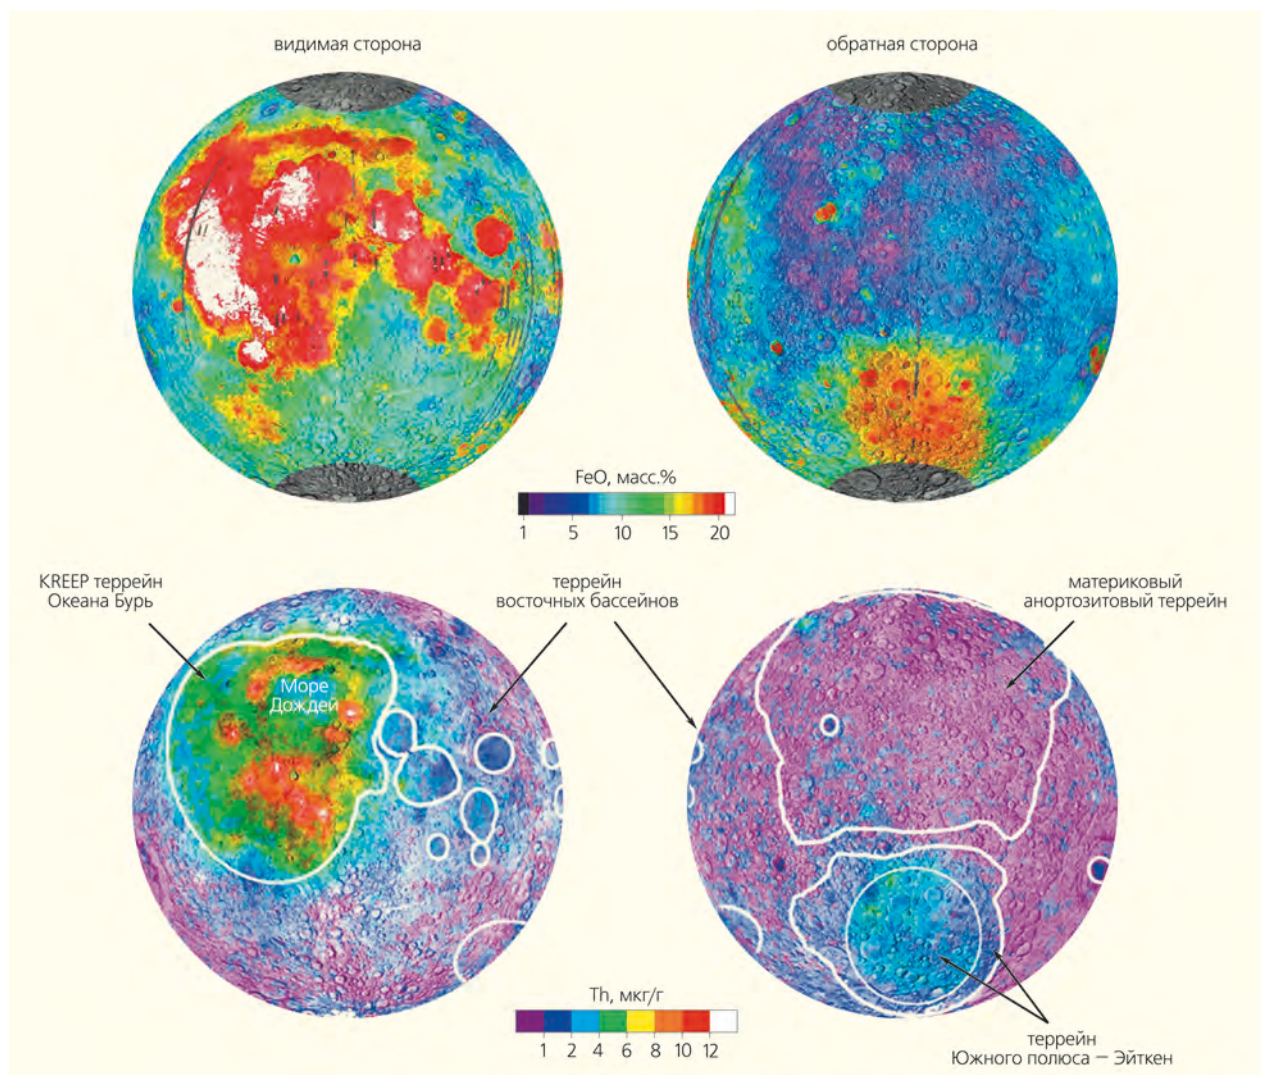 видимая сторона
обратная сторона
FeO, масс.%
1 5 10 15 20
KREEP террейн
Океана Бурь
террейн
восточных бассейнов
материковый
анортозитовый террейн
Море
Дождей
Th, мкг/г
1 2 4 6 8 10 12
террейн
Южного полюса — Эйткен